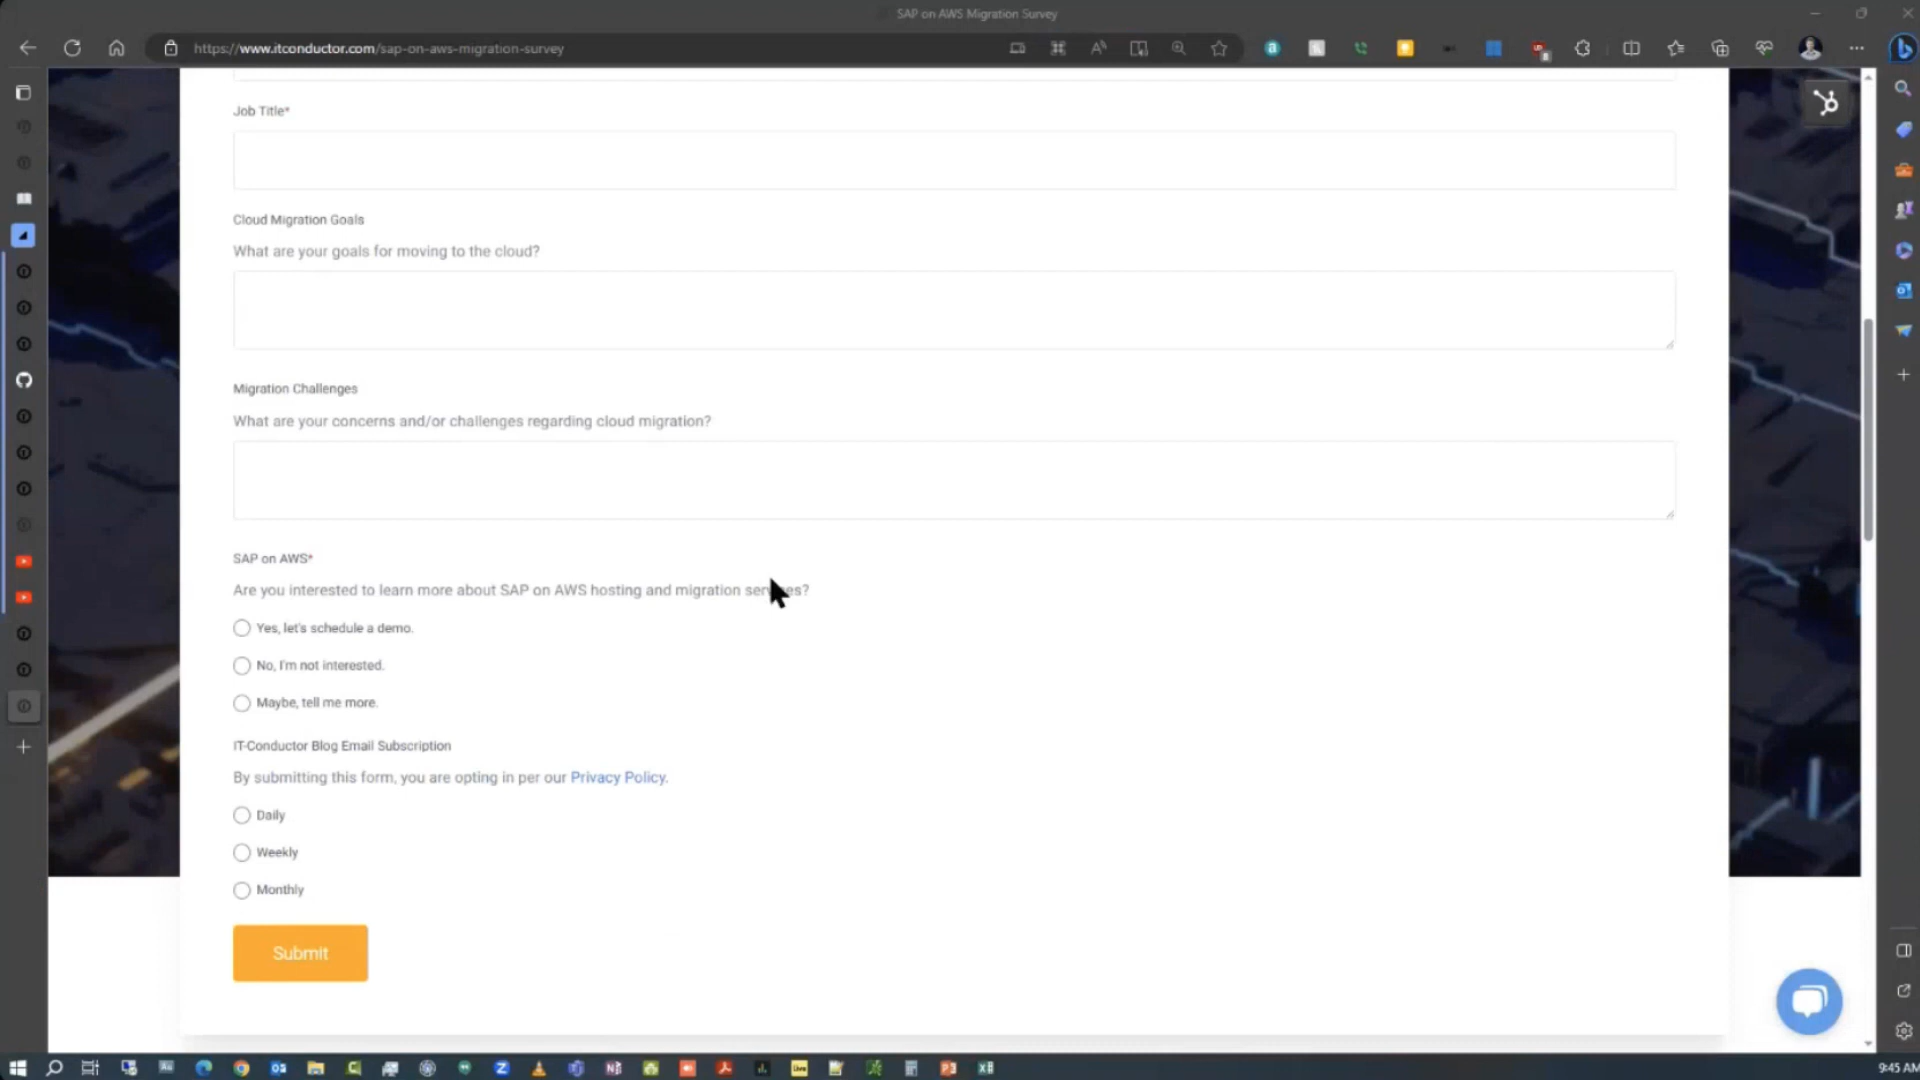 SAP on AWS Migration Survey
https://www.itconductor.com/sap-on-aws-migration-survey
Job Title*
Cloud Migration Goals
What are your goals for moving to the cloud?
Migration Challenges
What are your concerns and/or challenges regarding cloud migration?
SAP on AWS*
Are you interested to learn more about SAP on AWS hosting and migration services?
Yes, let's schedule a demo.
No, I'm not interested.
Maybe, tell me more.
IT-Conductor Blog Email Subscription
By submitting this form, you are opting in per our Privacy Policy.
Daily
Weekly
Monthly
Submit
9:45 AM